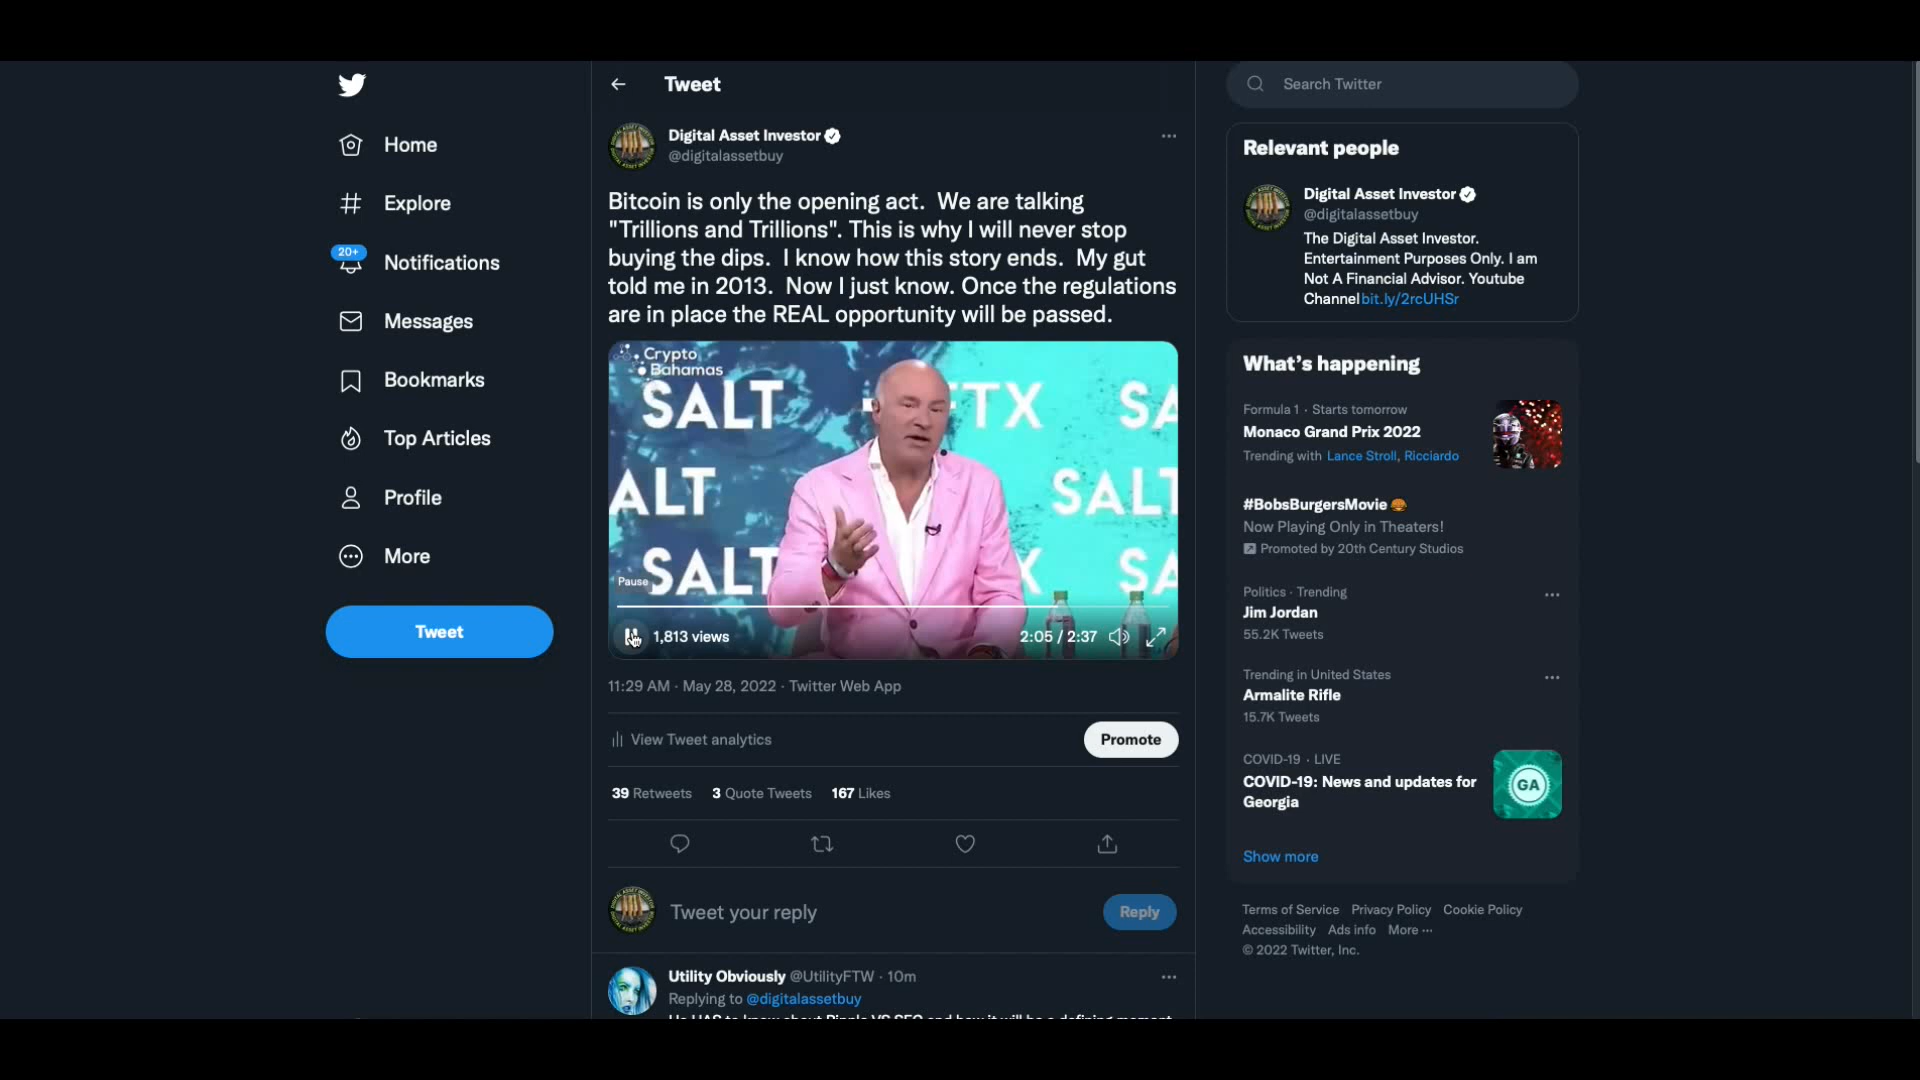 Home
Explore
20+
Notifications
Messages
Bookmarks
Top Articles
Profile
More
Tweet
Tweet
Digital Asset Investor
@digitalassetbuy
Bitcoin is only the opening act. We are talking
"Trillions and Trillions". This is why I will never stop
buying the dips. I know how this story ends. My gut
told me in 2013. Now I just know. Once the regulations
are in place the REAL opportunity will be passed.
Crypto
Bahamas
SALT FTX SA
ALT SALT
SALT X SA
Pause
1,813 views
2:05 / 2:37
11:29 AM · May 28, 2022 · Twitter Web App
View Tweet analytics
Promote
39 Retweets 3 Quote Tweets 167 Likes
Tweet your reply
Reply
Utility Obviously @UtilityFTW · 10m
Replying to @digitalassetbuy
Search Twitter
Relevant people
Digital Asset Investor
@digitalassetbuy
The Digital Asset Investor.
Entertainment Purposes Only. I am
Not A Financial Advisor. Youtube
Channel bit.ly/2rcUHSr
What's happening
Formula 1 · Starts tomorrow
Monaco Grand Prix 2022
Trending with Lance Stroll, Ricciardo
#BobsBurgersMovie
Now Playing Only in Theaters!
Promoted by 20th Century Studios
Politics · Trending
Jim Jordan
55.2K Tweets
Trending in United States
Armalite Rifle
15.7K Tweets
COVID-19 · LIVE
COVID-19: News and updates for
Georgia
GA
Show more
Terms of Service Privacy Policy Cookie Policy
Accessibility Ads info More ···
© 2022 Twitter, Inc.